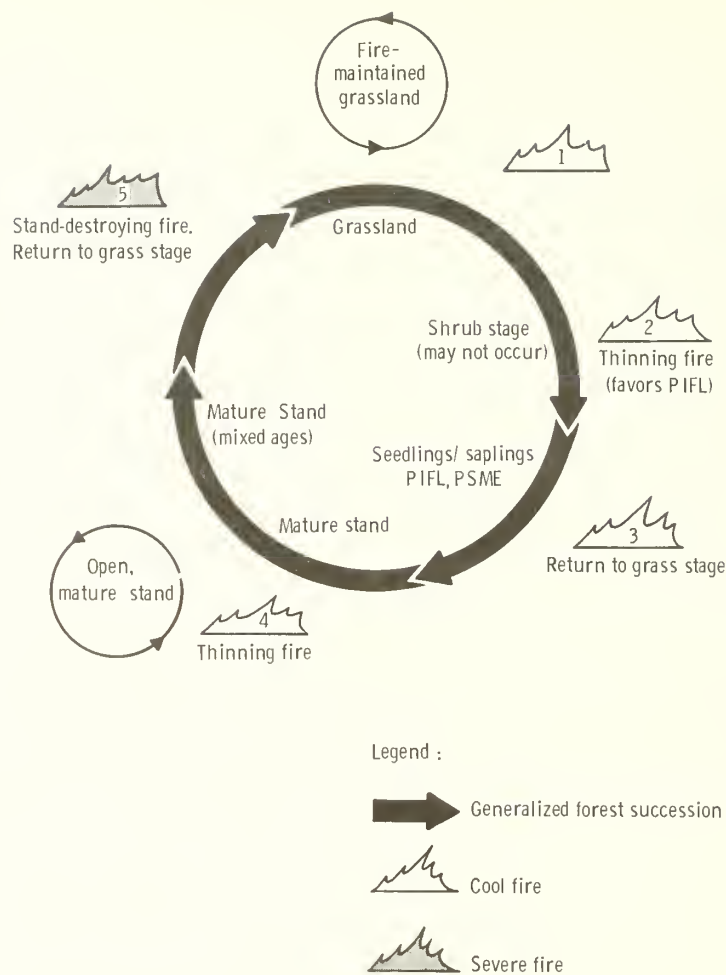 Fire-
maintained
grassland
1
5
Stand-destroying fire.
Return to grass stage
Grassland
Shrub stage
(may not occur)
2
Thinning fire
(favors PIFL)
Mature Stand
(mixed ages)
Seedlings/ saplings
PIFL, PSME
Mature stand
3
Return to grass stage
Open,
mature stand
4
Thinning fire
Legend :
Generalized forest succession
Cool fire
Severe fire